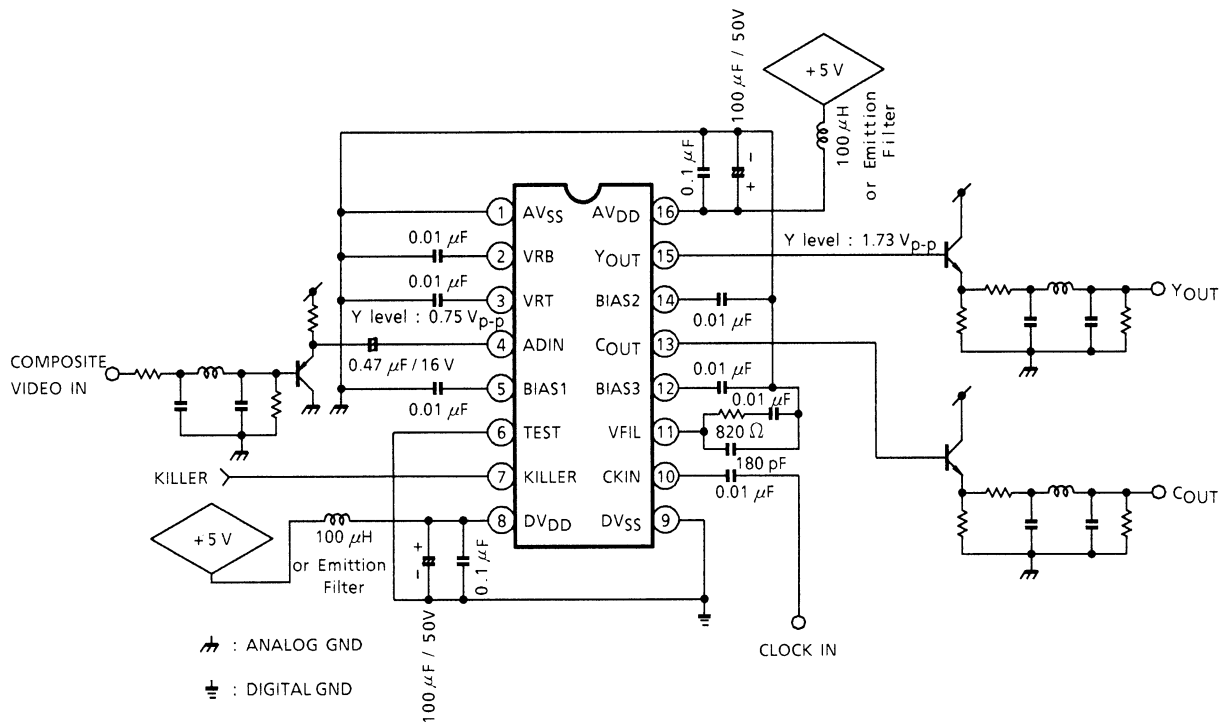 100 μF / 50V
+5 V
100 μH
or Emittion
Filter
0.1 μF
−
+
1 AVSS
AVDD 16
0.01 μF
2 VRB
YOUT 15
Y level : 1.73 Vp-p
0.01 μF
3 VRT
BIAS2 14
0.01 μF
YOUT
Y level : 0.75 Vp-p
4 ADIN
COUT 13
0.47 μF / 16 V
COMPOSITE
VIDEO IN
0.01 μF
5 BIAS1
BIAS3 12
0.01 μF
0.01 μF
6 TEST
VFIL 11
820 Ω
180 pF
KILLER
7 KILLER
CKIN 10
0.01 μF
COUT
8 DVDD
DVSS 9
+5 V
100 μH
or Emittion
Filter
+
−
0.1 μF
100 μF / 50V
CLOCK IN
: ANALOG GND
: DIGITAL GND